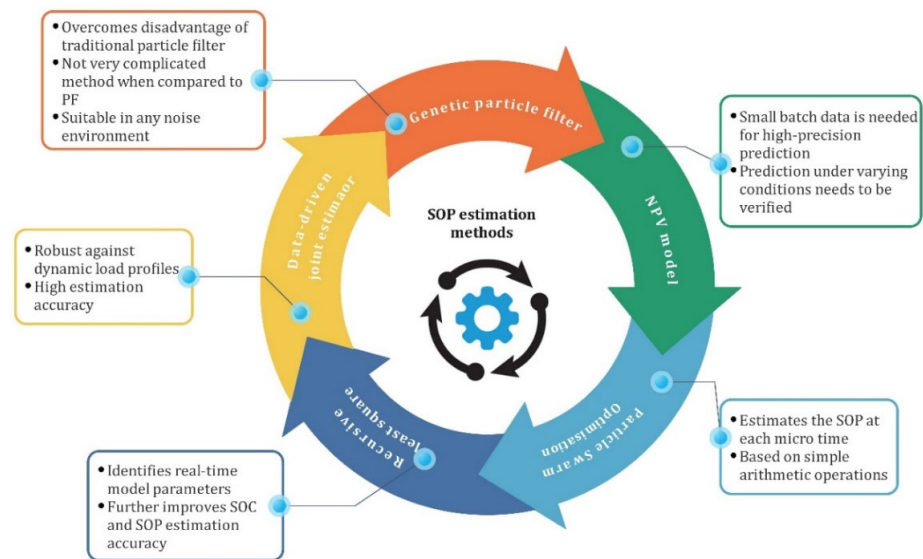 • Overcomes disadvantage of
traditional particle filter
• Not very complicated
method when compared to
PF
• Suitable in any noise
environment
Genetic particle filter
• Small batch data is needed
for high-precision
prediction
• Prediction under varying
conditions needs to be
verified
NPV model
SOP estimation
methods
Data-driven
joint estimaor
• Robust against
dynamic load profiles
• High estimation
accuracy
Particle Swarm
Optimisation
• Estimates the SOP at
each micro time
• Based on simple
arithmetic operations
Recursive
least square
• Identifies real-time
model parameters
• Further improves SOC
and SOP estimation
accuracy